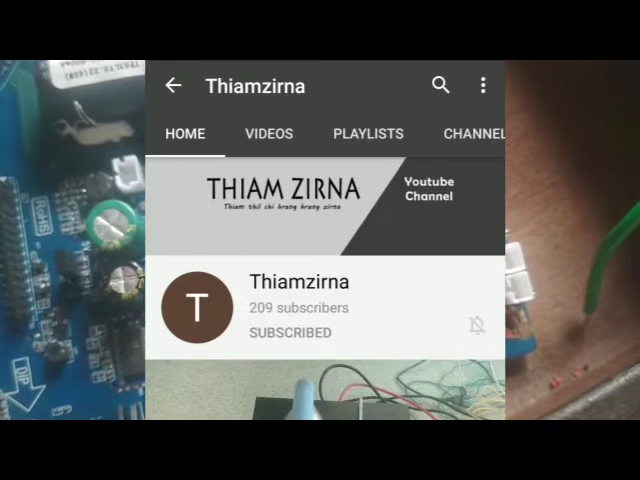 Thiamzirna
HOME VIDEOS PLAYLISTS CHANNEL
THIAM ZIRNA
Thiam thil chi hrang hrang zirna
Youtube
Channel
T
Thiamzirna
209 subscribers
SUBSCRIBED
RoHS
DIP